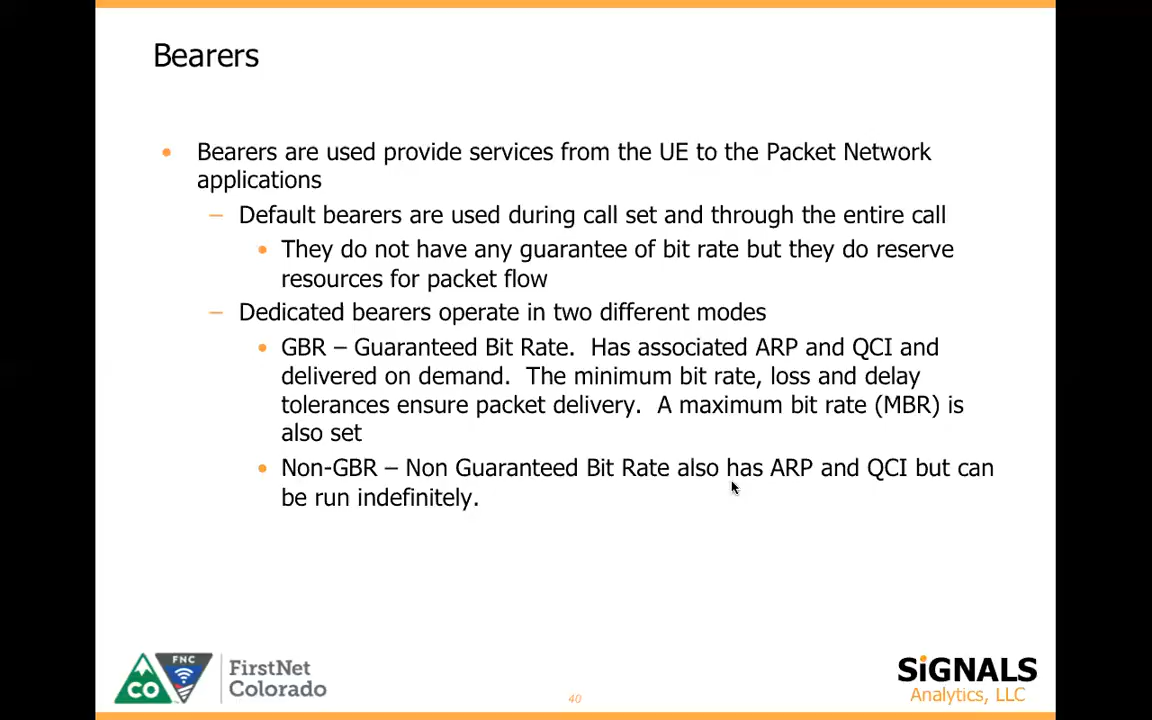 Bearers
• Bearers are used provide services from the UE to the Packet Network
applications
– Default bearers are used during call set and through the entire call
• They do not have any guarantee of bit rate but they do reserve
resources for packet flow
– Dedicated bearers operate in two different modes
• GBR – Guaranteed Bit Rate.  Has associated ARP and QCI and
delivered on demand.  The minimum bit rate, loss and delay
tolerances ensure packet delivery.  A maximum bit rate (MBR) is
also set
• Non-GBR – Non Guaranteed Bit Rate also has ARP and QCI but can
be run indefinitely.
FNC
CO
FirstNet
Colorado
40
SiGNALS
Analytics, LLC